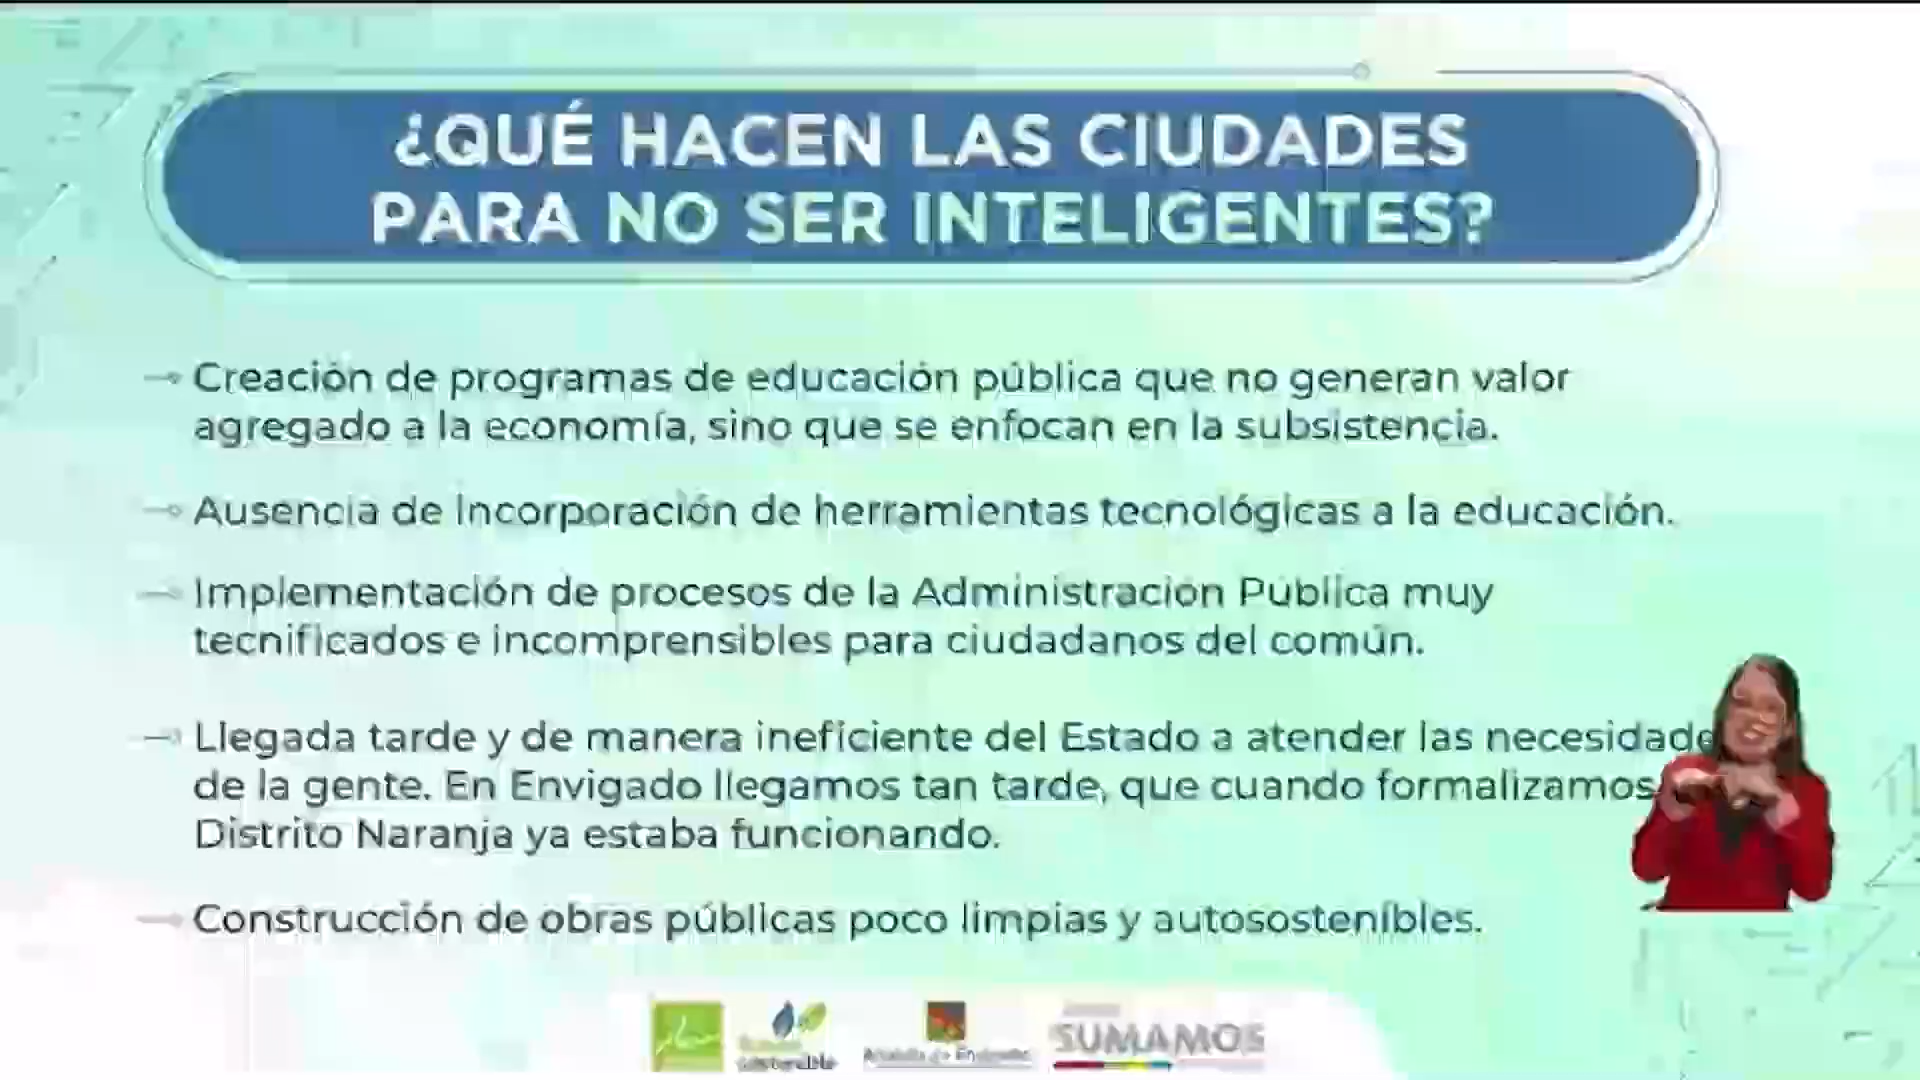 ¿QUÉ HACEN LAS CIUDADES
PARA NO SER INTELIGENTES?
Creación de programas de educación pública que no generan valor
agregado a la economía, sino que se enfocan en la subsistencia.
Ausencia de incorporación de herramientas tecnológicas a la educación.
Implementación de procesos de la Administración Pública muy
tecnificados e incomprensibles para ciudadanos del común.
Llegada tarde y de manera ineficiente del Estado a atender las necesidade
de la gente. En Envigado llegamos tan tarde, que cuando formalizamos
Distrito Naranja ya estaba funcionando.
Construcción de obras públicas poco limpias y autosostenibles.
sostenible
Alcaldía de Envigado
SUMAMOS